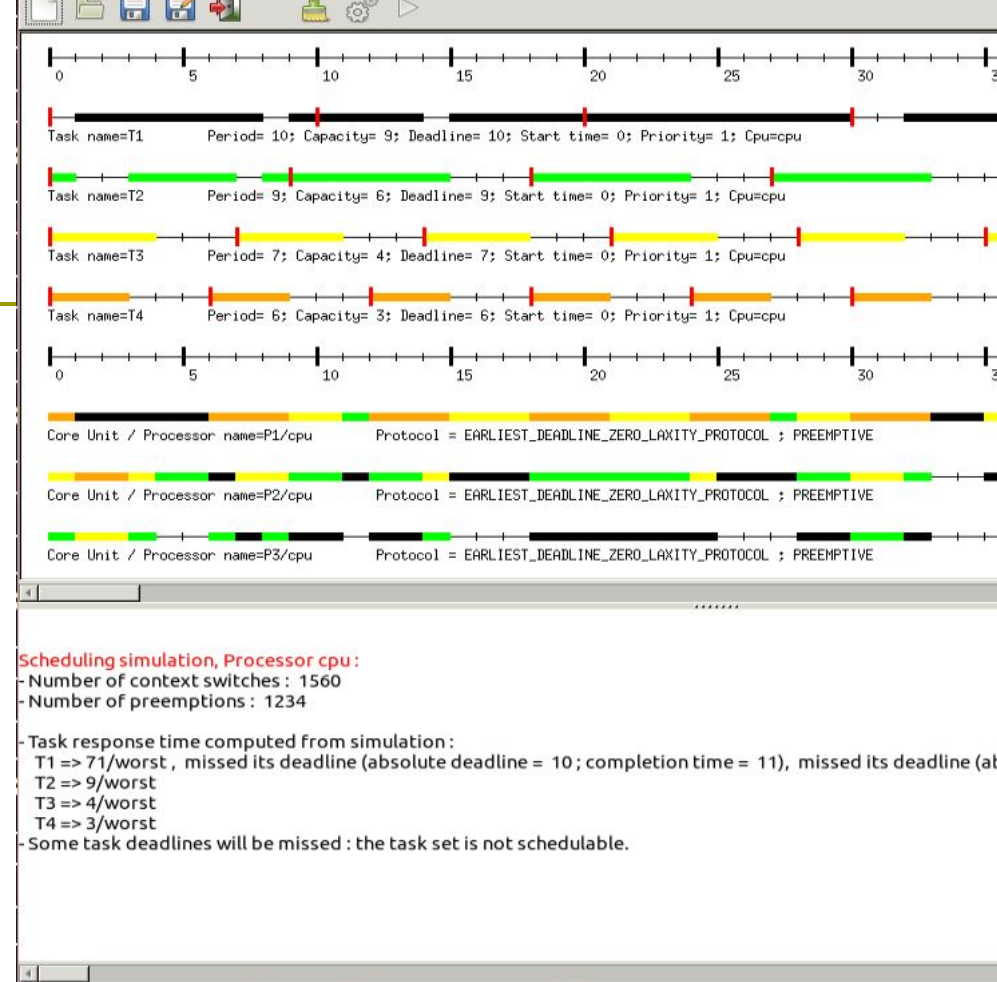 0 5 10 15 20 25 30 3
Task name=T1 Period= 10; Capacity= 9; Deadline= 10; Start time= 0; Priority= 1; Cpu=cpu
Task name=T2 Period= 9; Capacity= 6; Deadline= 9; Start time= 0; Priority= 1; Cpu=cpu
Task name=T3 Period= 7; Capacity= 4; Deadline= 7; Start time= 0; Priority= 1; Cpu=cpu
Task name=T4 Period= 6; Capacity= 3; Deadline= 6; Start time= 0; Priority= 1; Cpu=cpu
0 5 10 15 20 25 30 3
Core Unit / Processor name=P1/cpu Protocol = EARLIEST_DEADLINE_ZERO_LAXITY_PROTOCOL ; PREEMPTIVE
Core Unit / Processor name=P2/cpu Protocol = EARLIEST_DEADLINE_ZERO_LAXITY_PROTOCOL ; PREEMPTIVE
Core Unit / Processor name=P3/cpu Protocol = EARLIEST_DEADLINE_ZERO_LAXITY_PROTOCOL ; PREEMPTIVE
Scheduling simulation, Processor cpu :
- Number of context switches : 1560
- Number of preemptions : 1234
- Task response time computed from simulation :
T1 => 71/worst , missed its deadline (absolute deadline = 10 ; completion time = 11), missed its deadline (ab
T2 => 9/worst
T3 => 4/worst
T4 => 3/worst
- Some task deadlines will be missed : the task set is not schedulable.